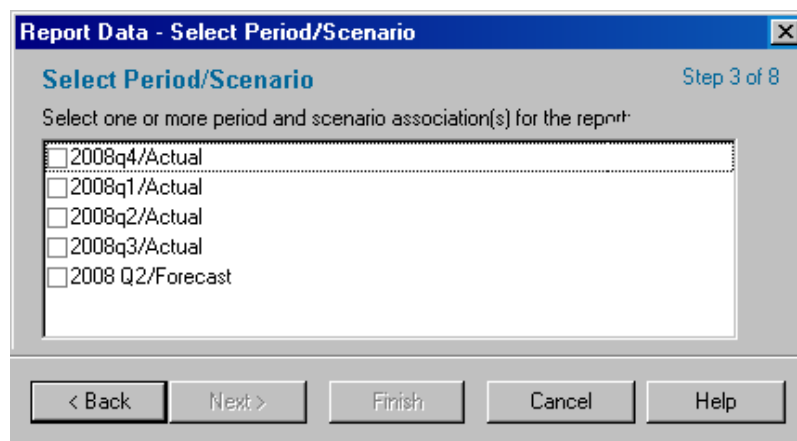 Report Data - Select Period/Scenario
Select Period/Scenario
Step 3 of 8
Select one or more period and scenario association(s) for the report:
2008q4/Actual
2008q1/Actual
2008q2/Actual
2008q3/Actual
2008 Q2/Forecast
< Back
Next >
Finish
Cancel
Help